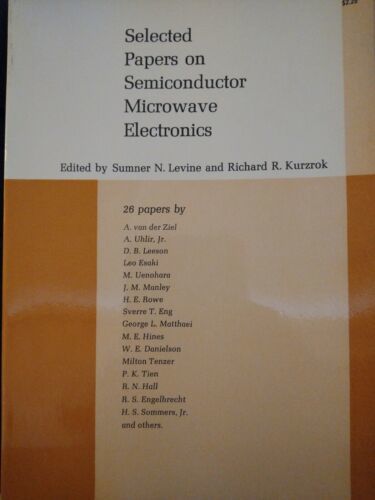 $2.25
Selected
Papers on
Semiconductor
Microwave
Electronics
Edited by Sumner N. Levine and Richard R. Kurzrok
26 papers by
A. van der Ziel
A. Uhlir, Jr.
D. B. Leeson
Leo Esaki
M. Uenohara
J. M. Manley
H. E. Rowe
Sverre T. Eng
George L. Matthaei
M. E. Hines
W. E. Danielson
Milton Tenzer
P. K. Tien
R. N. Hall
R. S. Engelbrecht
H. S. Sommers, Jr.
and others.